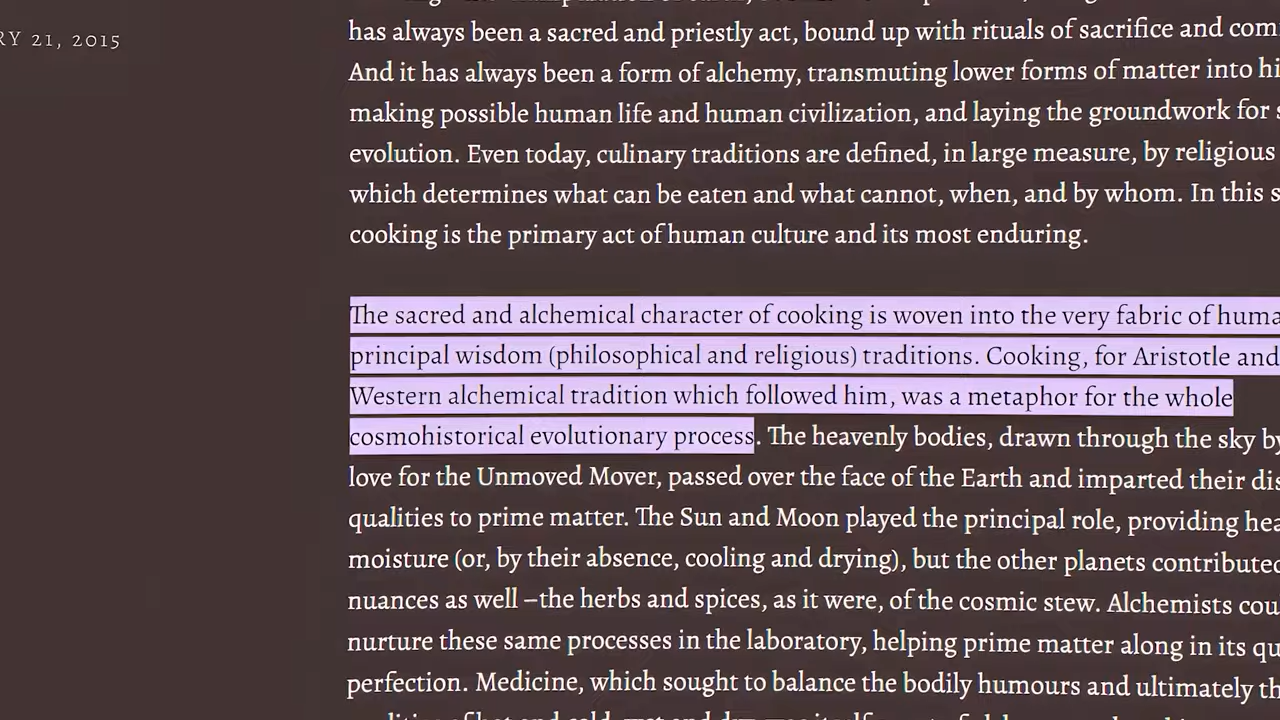 RY 21, 2015
has always been a sacred and priestly act, bound up with rituals of sacrifice and com
And it has always been a form of alchemy, transmuting lower forms of matter into hi
making possible human life and human civilization, and laying the groundwork for s
evolution. Even today, culinary traditions are defined, in large measure, by religious
which determines what can be eaten and what cannot, when, and by whom. In this s
cooking is the primary act of human culture and its most enduring.
The sacred and alchemical character of cooking is woven into the very fabric of huma
principal wisdom (philosophical and religious) traditions. Cooking, for Aristotle and
Western alchemical tradition which followed him, was a metaphor for the whole
cosmohistorical evolutionary process. The heavenly bodies, drawn through the sky by
love for the Unmoved Mover, passed over the face of the Earth and imparted their dis
qualities to prime matter. The Sun and Moon played the principal role, providing hea
moisture (or, by their absence, cooling and drying), but the other planets contributed
nuances as well –the herbs and spices, as it were, of the cosmic stew. Alchemists cou
nurture these same processes in the laboratory, helping prime matter along in its qu
perfection. Medicine, which sought to balance the bodily humours and ultimately th